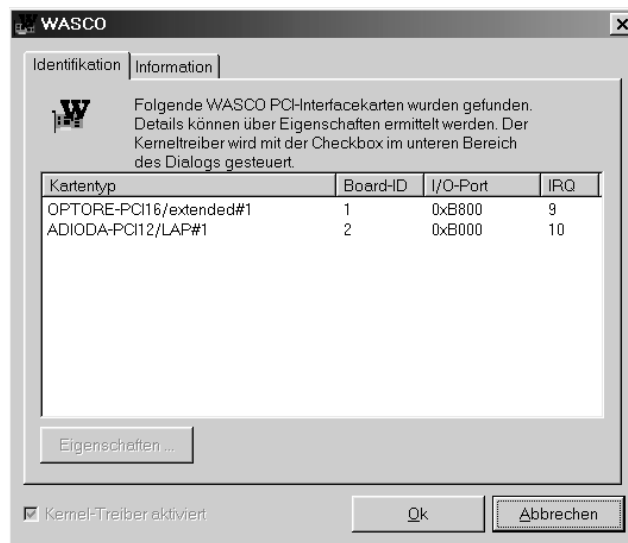 WASCO
Identifikation
Information
Folgende WASCO PCI-Interfacekarten wurden gefunden.
Details können über Eigenschaften ermittelt werden. Der
Kerneltreiber wird mit der Checkbox im unteren Bereich
des Dialogs gesteuert.
Kartentyp Board-ID I/O-Port IRQ
OPTORE-PCI16/extended#1 1 0xB800 9
ADIODA-PCI12/LAP#1 2 0xB000 10
Eigenschaften ...
Kernel-Treiber aktiviert
Ok
Abbrechen